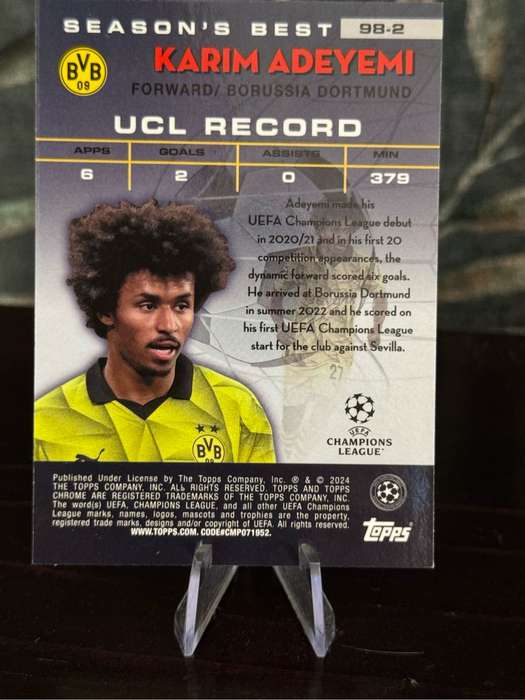 SEASON'S BEST 98-2
BVB
09
KARIM ADEYEMI
FORWARD/ BORUSSIA DORTMUND
UCL RECORD
APPS GOALS ASSISTS MIN
6 2 0 379
Adeyemi made his
UEFA Champions League debut
in 2020/21 and in his first 20
competition appearances, the
dynamic forward scored six goals.
He arrived at Borussia Dortmund
in summer 2022 and he scored on
his first UEFA Champions League
start for the club against Sevilla.
27
BVB
09
UEFA
CHAMPIONS
LEAGUE
Published Under License by The Topps Company, Inc. ® & © 2024
THE TOPPS COMPANY, INC. ALL RIGHTS RESERVED. TOPPS AND TOPPS
CHROME ARE REGISTERED TRADEMARKS OF THE TOPPS COMPANY, INC.
The word(s) UEFA, CHAMPIONS LEAGUE, and all other UEFA Champions
League marks, names, logos, mascots and trophies are the property,
registered trade marks, designs and/or copyright of UEFA. All rights reserved.
WWW.TOPPS.COM. CODE#CMP071952.
Topps